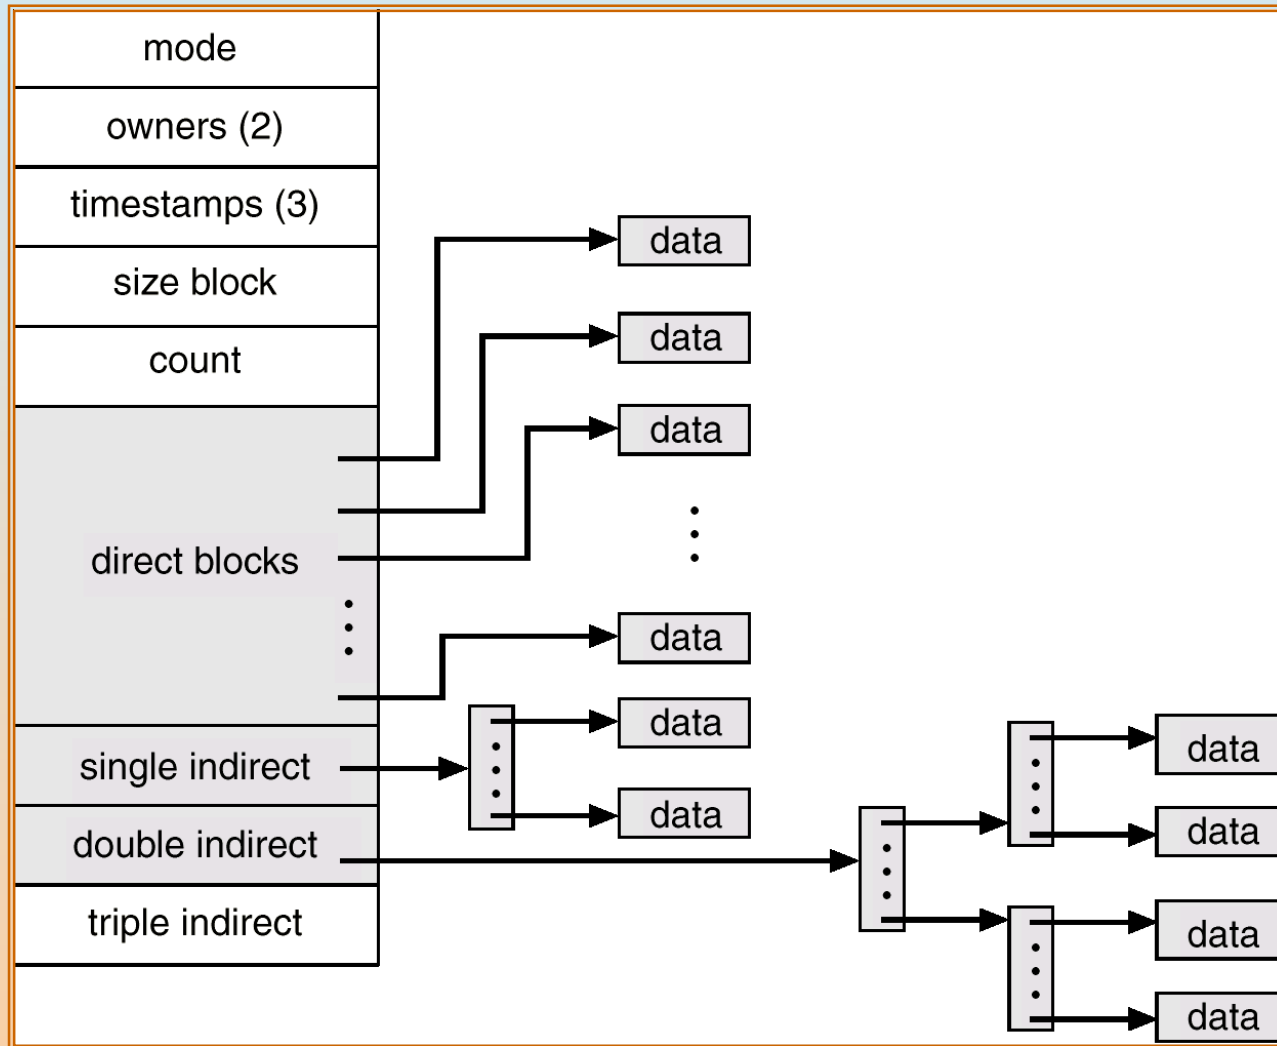 mode
owners (2)
timestamps (3)
size block
count
direct blocks
single indirect
double indirect
triple indirect
data
data
data
data
data
data
data
data
data
data